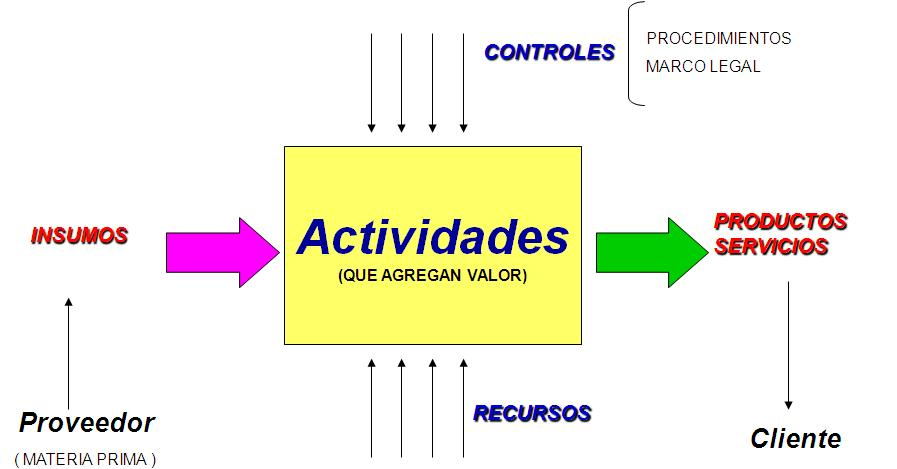 CONTROLES
PROCEDIMIENTOS
MARCO LEGAL
INSUMOS
Actividades
(QUE AGREGAN VALOR)
PRODUCTOS
SERVICIOS
RECURSOS
Proveedor
( MATERIA PRIMA )
Cliente